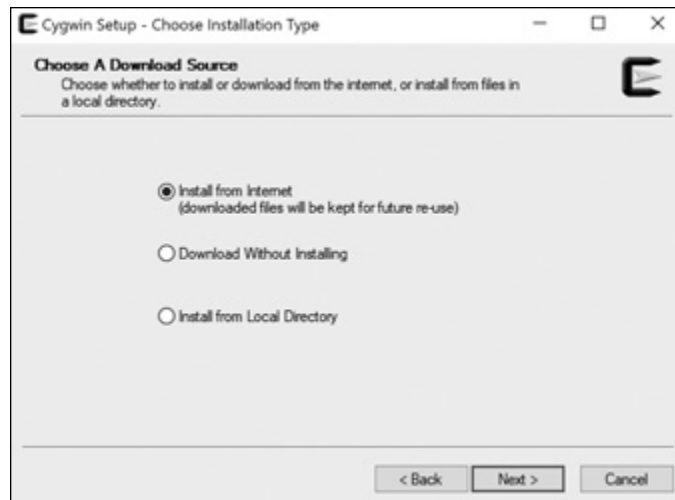 Cygwin Setup - Choose Installation Type
Choose A Download Source
Choose whether to install or download from the internet, or install from files in
a local directory.
Install from Internet
(downloaded files will be kept for future re-use)
Download Without Installing
Install from Local Directory
< Back Next > Cancel